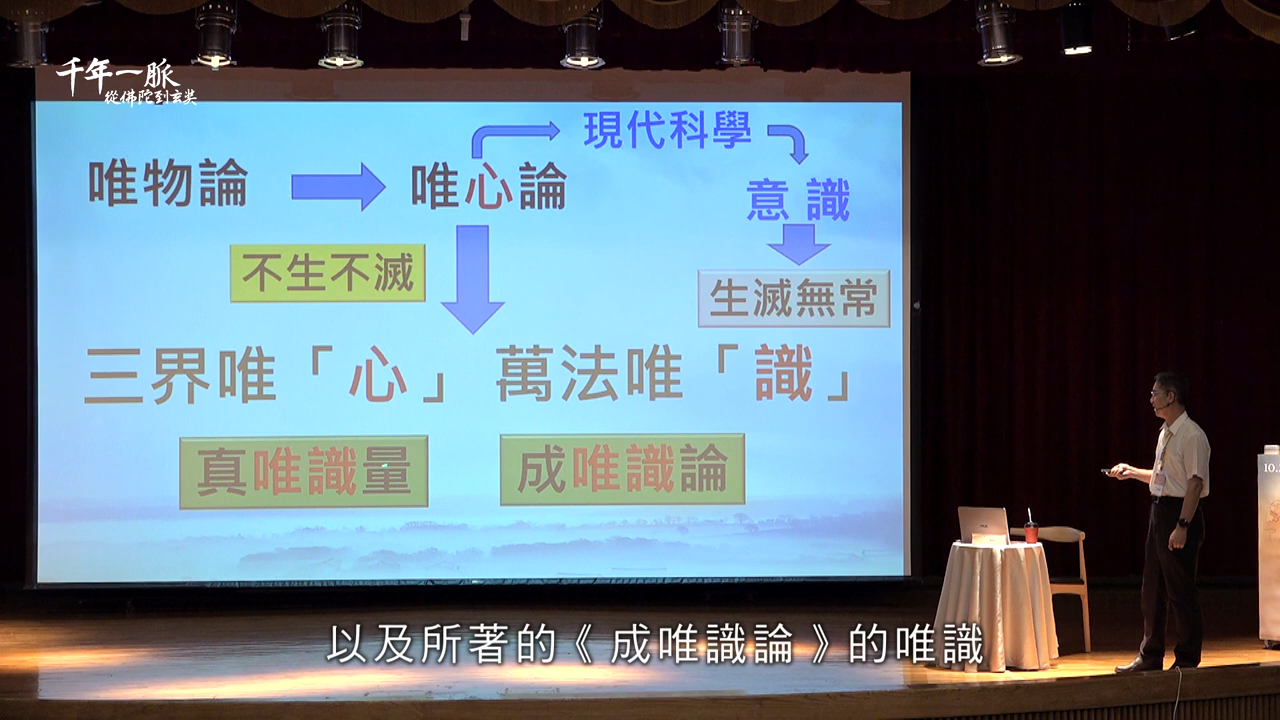 千年一脈
從佛陀到玄奘
現代科學
唯物論 唯心論
意識
不生不滅
生滅無常
三界唯「心」 萬法唯「識」
真唯識量 成唯識論
10.
以及所著的《成唯識論》的唯識